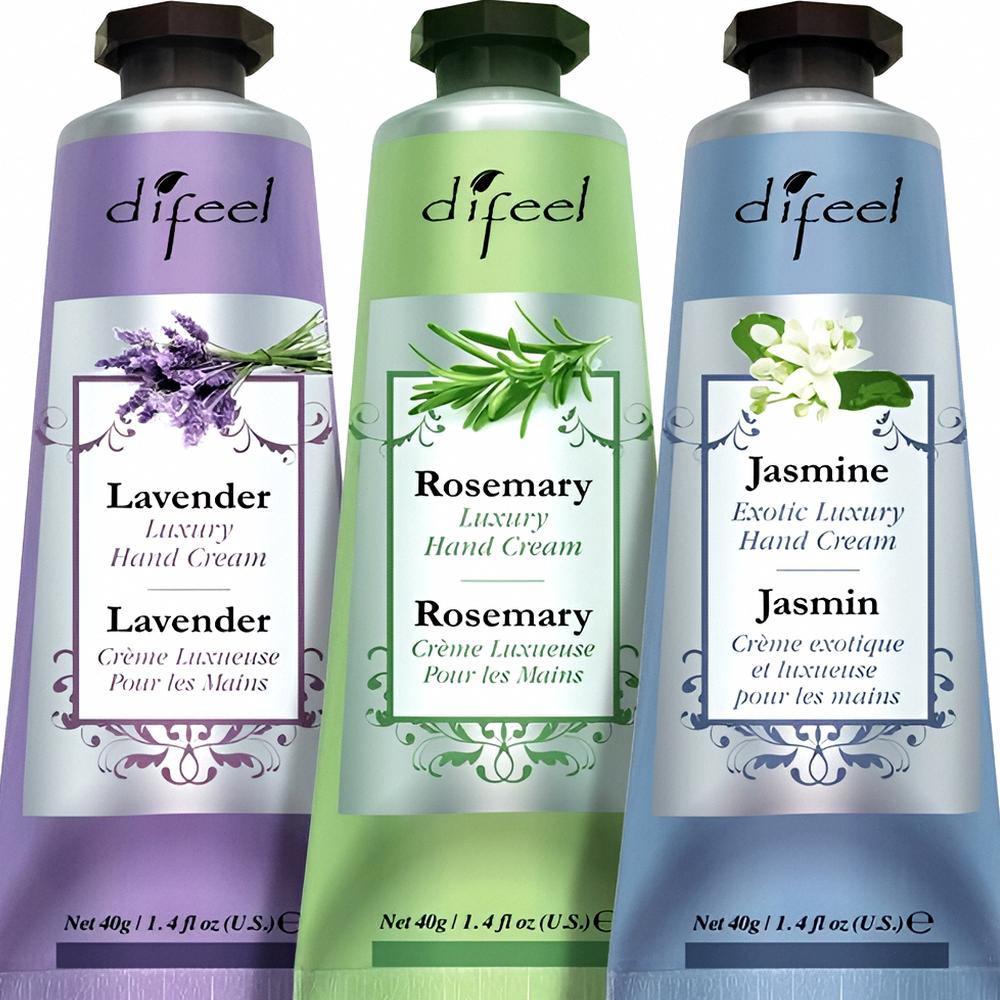 difeel
Lavender
Luxury
Hand Cream
Lavender
Crème Luxueuse
Pour les Mains
Net 40g / 1.4 fl oz (U.S.) ℮
difeel
Rosemary
Luxury
Hand Cream
Rosemary
Crème Luxueuse
Pour les Mains
Net 40g / 1.4 fl oz (U.S.) ℮
difeel
Jasmine
Exotic Luxury
Hand Cream
Jasmin
Crème exotique
et luxueuse
pour les mains
Net 40g / 1.4 fl oz (U.S.) ℮